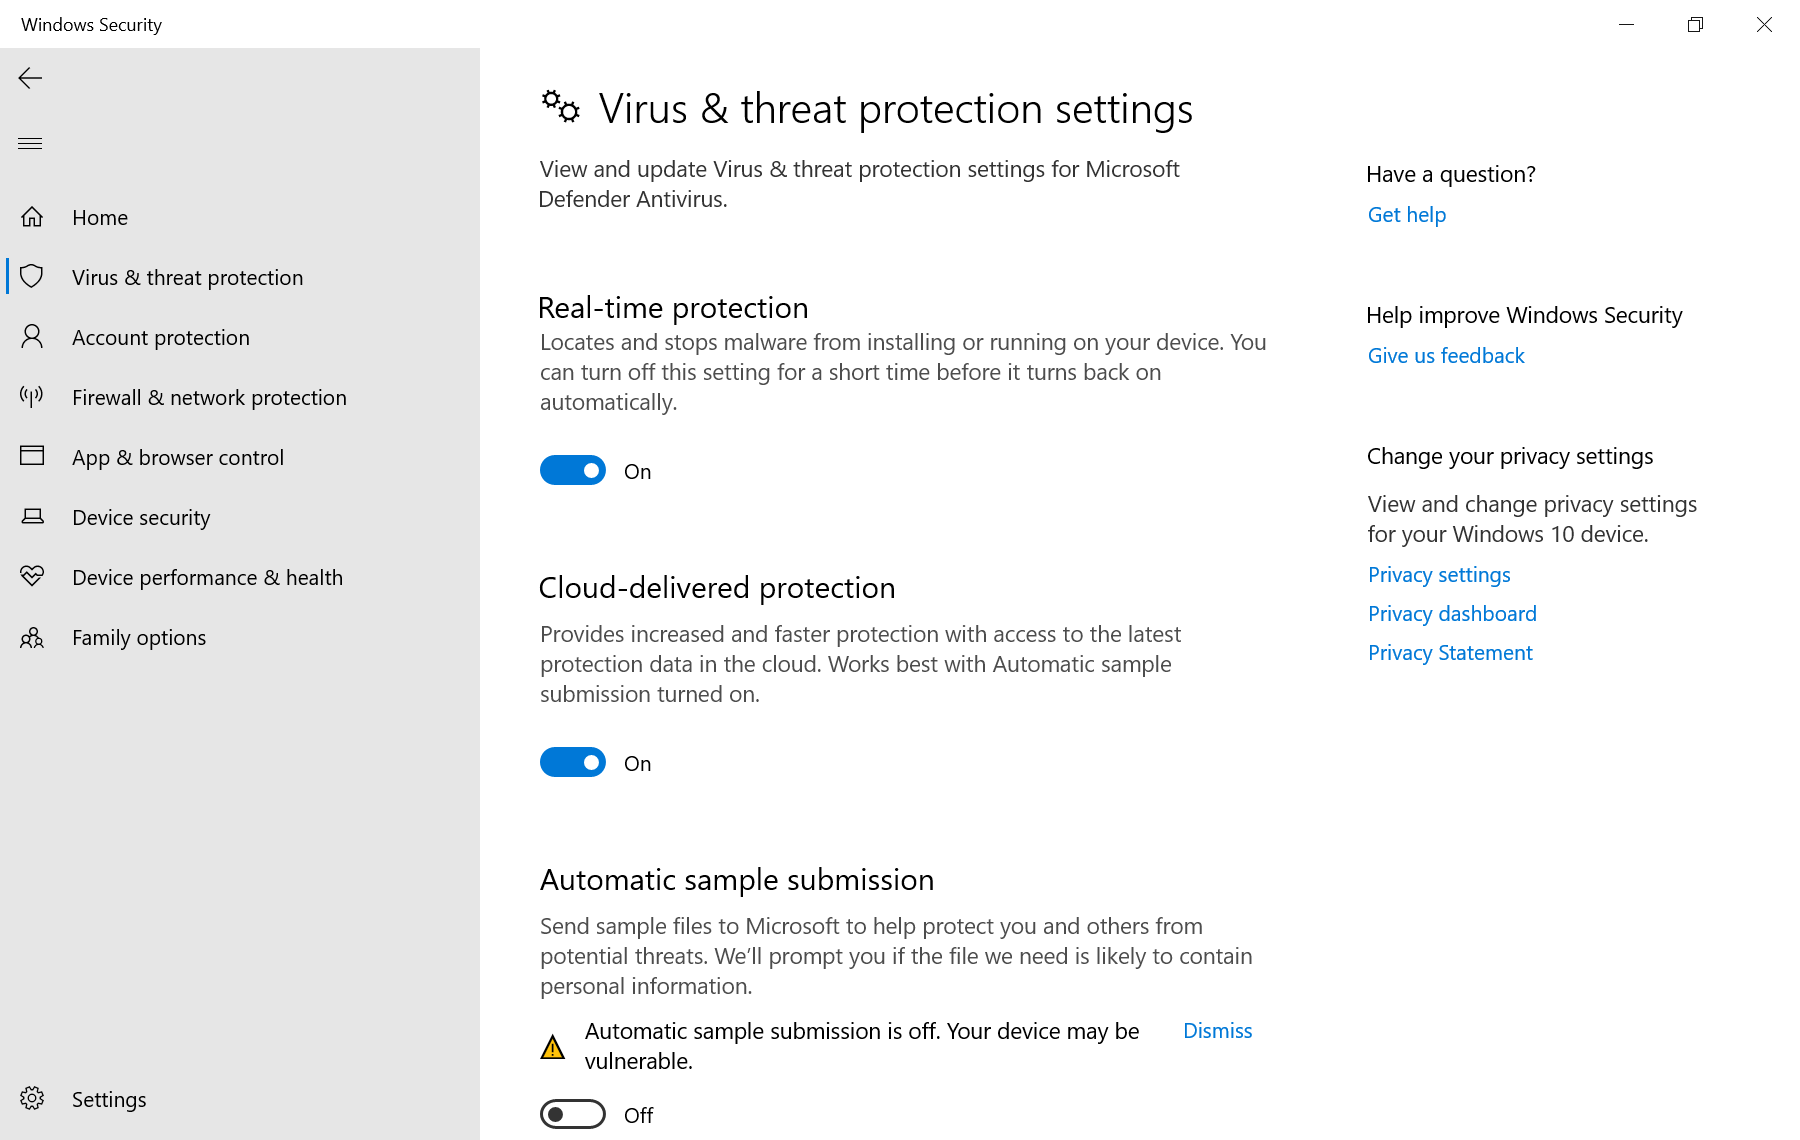 Windows Security
Home
Virus & threat protection
Account protection
Firewall & network protection
App & browser control
Device security
Device performance & health
Family options
Settings
Virus & threat protection settings
View and update Virus & threat protection settings for Microsoft
Defender Antivirus.
Real-time protection
Locates and stops malware from installing or running on your device. You
can turn off this setting for a short time before it turns back on
automatically.
On
Cloud-delivered protection
Provides increased and faster protection with access to the latest
protection data in the cloud. Works best with Automatic sample
submission turned on.
On
Automatic sample submission
Send sample files to Microsoft to help protect you and others from
potential threats. We’ll prompt you if the file we need is likely to contain
personal information.
Automatic sample submission is off. Your device may be
vulnerable.
Dismiss
Off
Have a question?
Get help
Help improve Windows Security
Give us feedback
Change your privacy settings
View and change privacy settings
for your Windows 10 device.
Privacy settings
Privacy dashboard
Privacy Statement